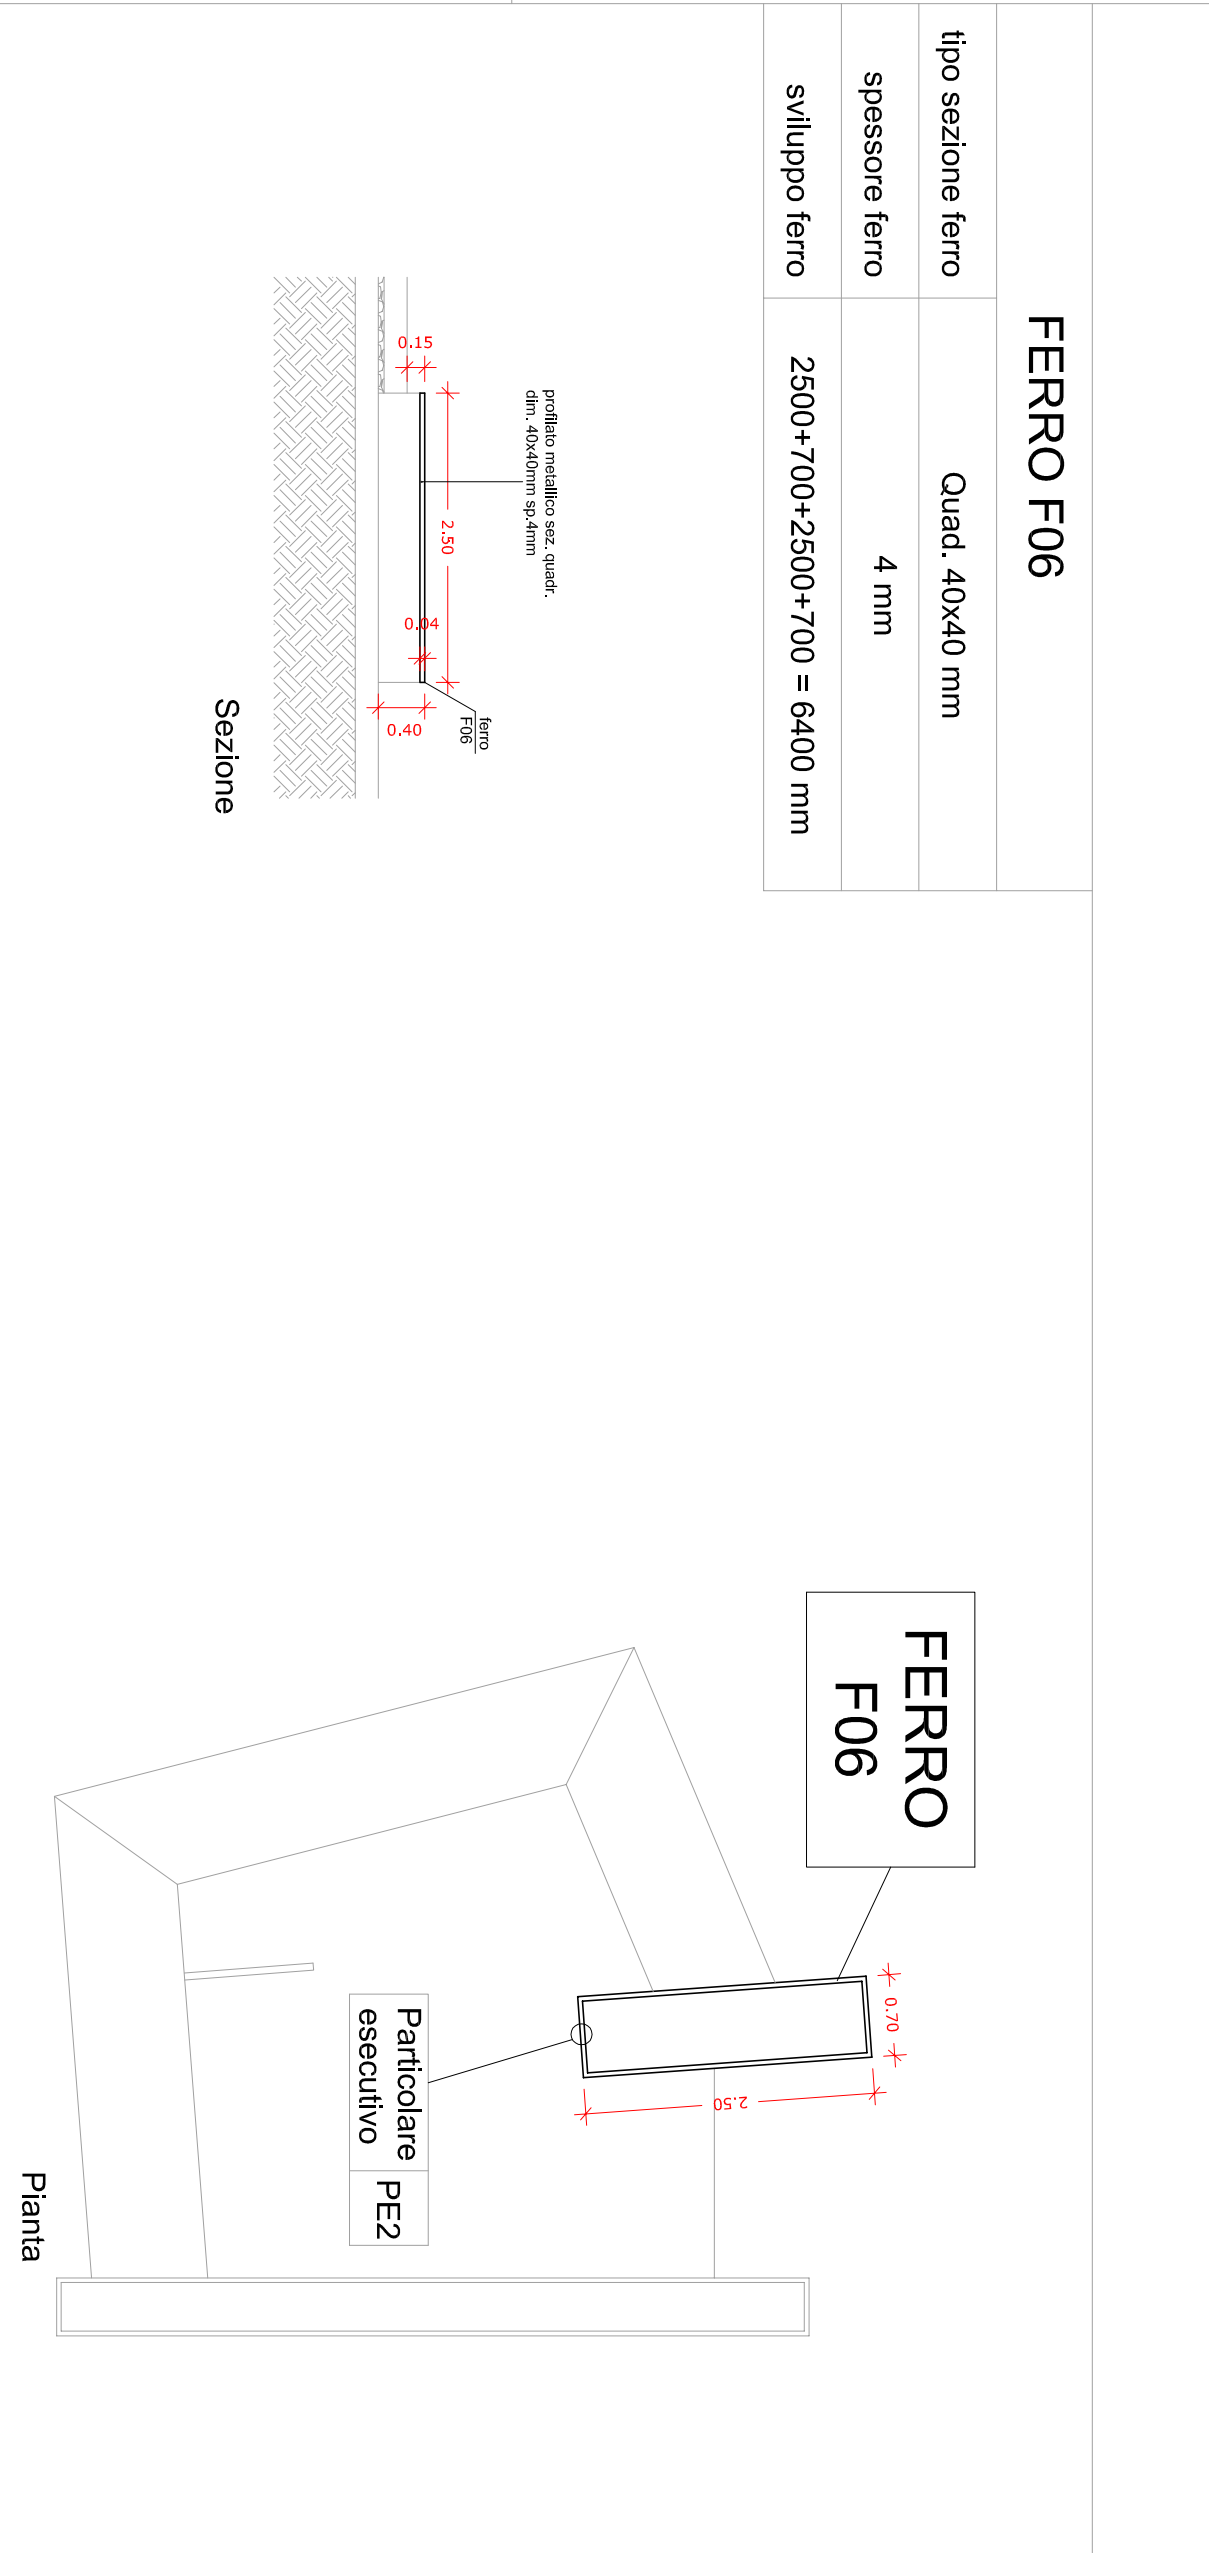 FERRO F06
tipo sezione ferro Quad. 40x40 mm
spessore ferro 4 mm
sviluppo ferro 2500+700+2500+700 = 6400 mm
profilato metallico sez. quadr.
dim. 40x40mm sp.4mm
0.15
2.50
0.04
0.40
ferro
F06
Sezione
FERRO
F06
0.70
2.50
Particolare
esecutivo
PE2
Pianta